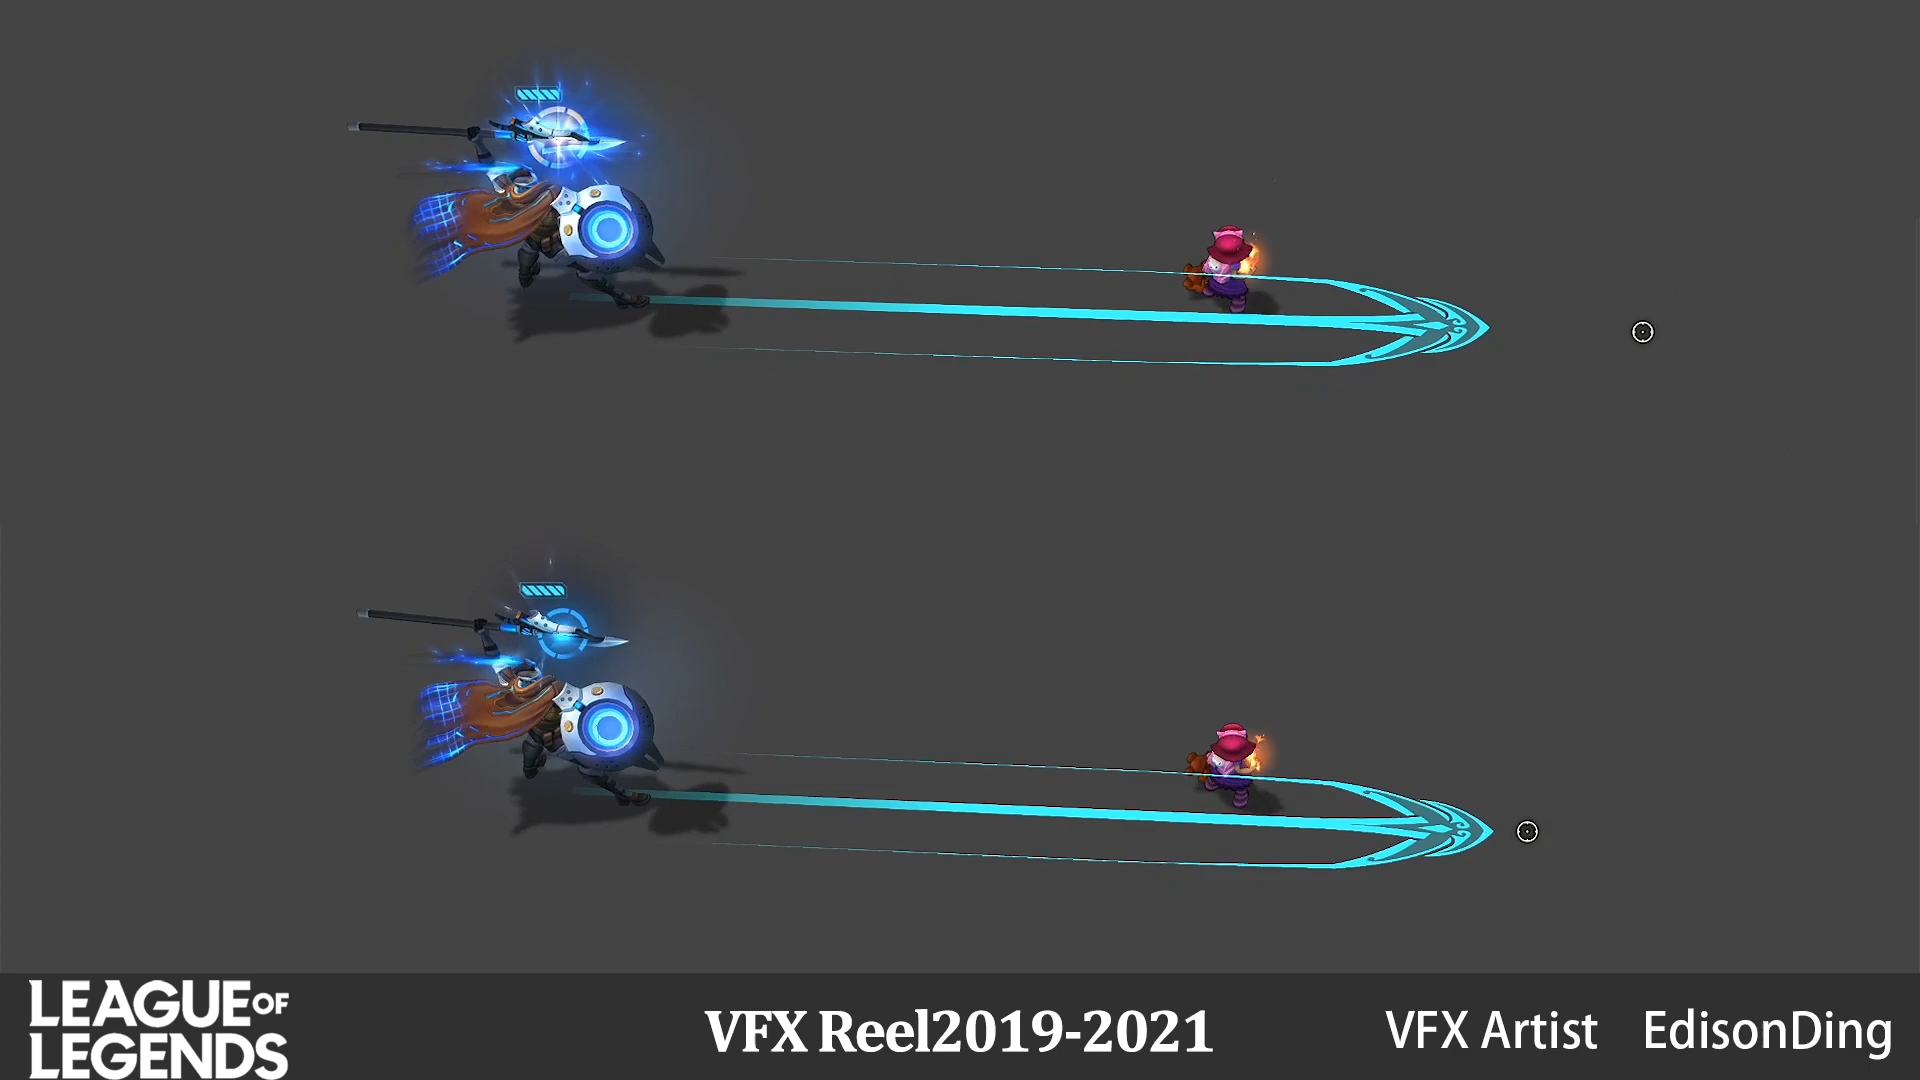 LEAGUE OF
LEGENDS
VFX Reel2019-2021
VFX Artist EdisonDing